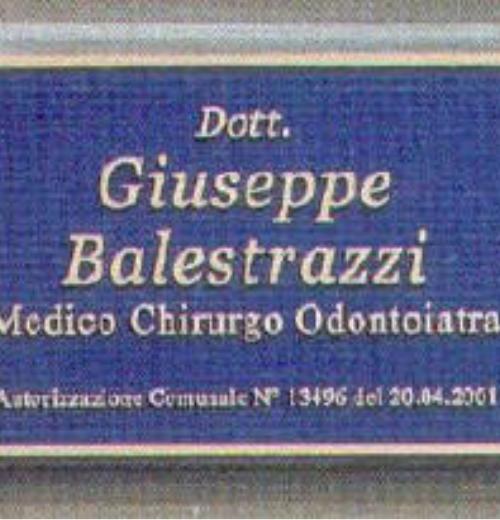 Dott.
Giuseppe
Balestrazzi
Medico Chirurgo Odontoiatra
Autorizzazione Comunale N° 13496 del 20.04.2001